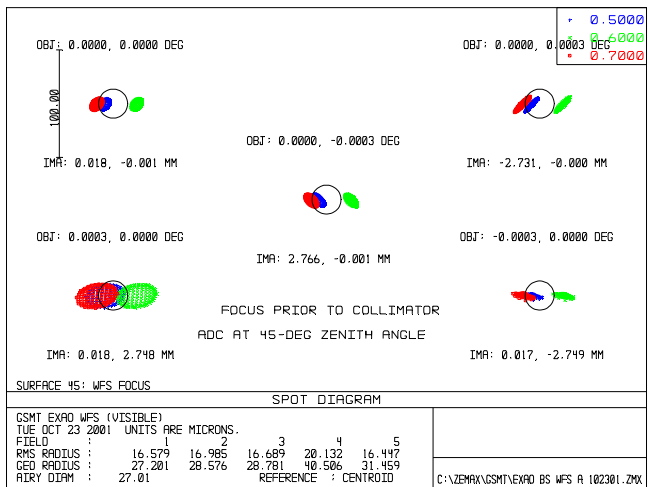 0.5000
0.6000
0.7000
OBJ: 0.0000, 0.0000 DEG
OBJ: 0.0000, 0.0003 DEG
100.00
IMA: 0.018, -0.001 MM
OBJ: 0.0000, -0.0003 DEG
IMA: -2.731, -0.000 MM
OBJ: 0.0003, 0.0000 DEG
OBJ: -0.0003, 0.0000 DEG
IMA: 2.766, -0.001 MM
FOCUS PRIOR TO COLLIMATOR
ADC AT 45-DEG ZENITH ANGLE
IMA: 0.018, 2.748 MM
IMA: 0.017, -2.749 MM
SURFACE 45: WFS FOCUS
SPOT DIAGRAM
GSMT EXAO WFS (VISIBLE)
TUE OCT 23 2001 UNITS ARE MICRONS.
FIELD : 1 2 3 4 5
RMS RADIUS : 16.579 16.985 16.689 20.132 16.447
GEO RADIUS : 27.201 28.576 28.781 40.506 31.459
AIRY DIAM : 27.01 REFERENCE : CENTROID
C:\ZEMAX\GSMT\EXAO BS WFS A 102301.ZMX